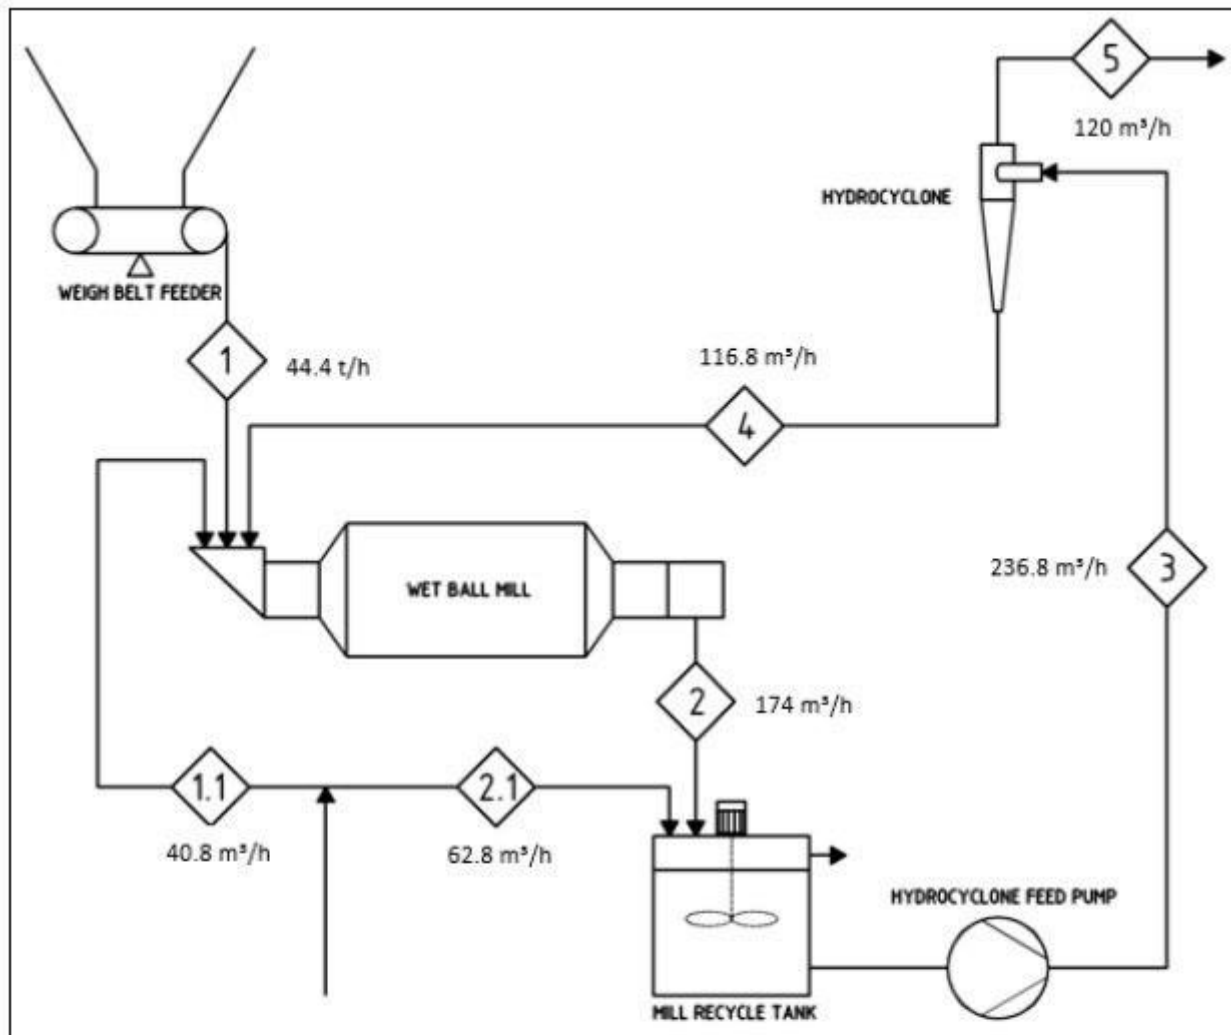 5
120 m³/h
HYDROCYCLONE
WEIGH BELT FEEDER
1
44.4 t/h
116.8 m³/h
4
WET BALL MILL
236.8 m³/h
3
2
174 m³/h
1.1
2.1
40.8 m³/h
62.8 m³/h
HYDROCYCLONE FEED PUMP
MILL RECYCLE TANK